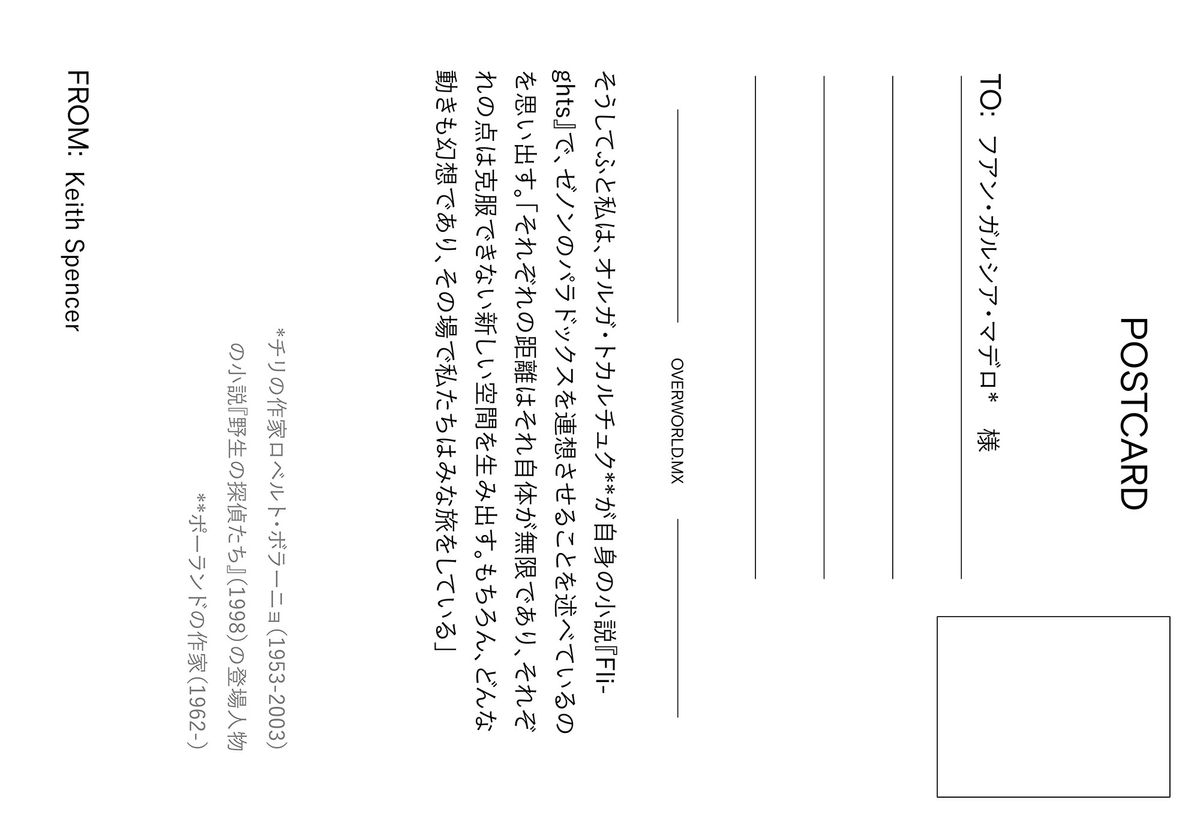 POSTCARD
TO: フアン・ガルシア・マデロ* 様
OVERWORLD.MX
そうしてふと私は、オルガ・トカルチュク**が自身の小説『Fli-
ghts』で、ゼノンのパラドックスを連想させることを述べているの
を思い出す。「それぞれの距離はそれ自体が無限であり、それぞ
れの点は克服できない新しい空間を生み出す。もちろん、どんな
動きも幻想であり、その場で私たちはみな旅をしている」
*チリの作家ロベルト・ボラーニョ(1953-2003)
の小説『野生の探偵たち』(1998)の登場人物
**ポーランドの作家(1962-)
FROM: Keith Spencer